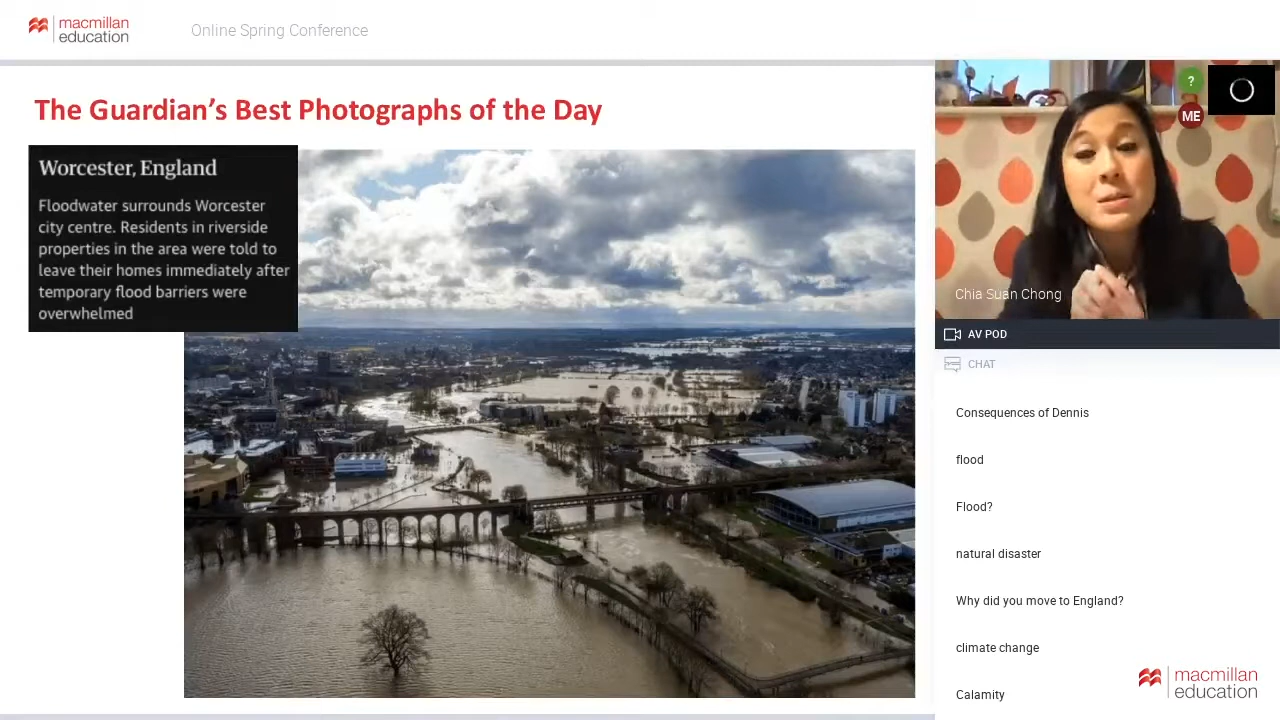 macmillan
education
Online Spring Conference
The Guardian's Best Photographs of the Day
Worcester, England
Floodwater surrounds Worcester
city centre. Residents in riverside
properties in the area were told to
leave their homes immediately after
temporary flood barriers were
overwhelmed
?
ME
Chia Suan Chong
AV POD
CHAT
Consequences of Dennis
flood
Flood?
natural disaster
Why did you move to England?
climate change
Calamity
macmillan
education